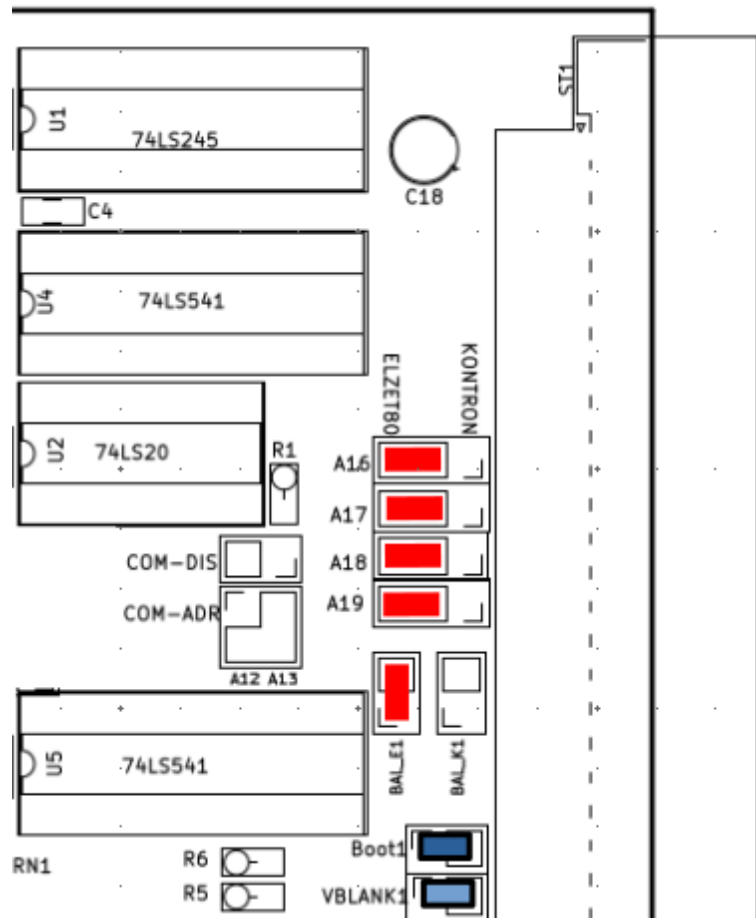 ST1
U1
74LS245
C18
C4
U4
74LS541
ELZET80
KONTRON
U2
74LS20
R1
A16
A17
COM-DIS
A18
COM-ADR
A19
A12 A13
U5
74LS541
BAL_E1
BAL_K1
Boot1
R6
RN1
R5
VBLANK1